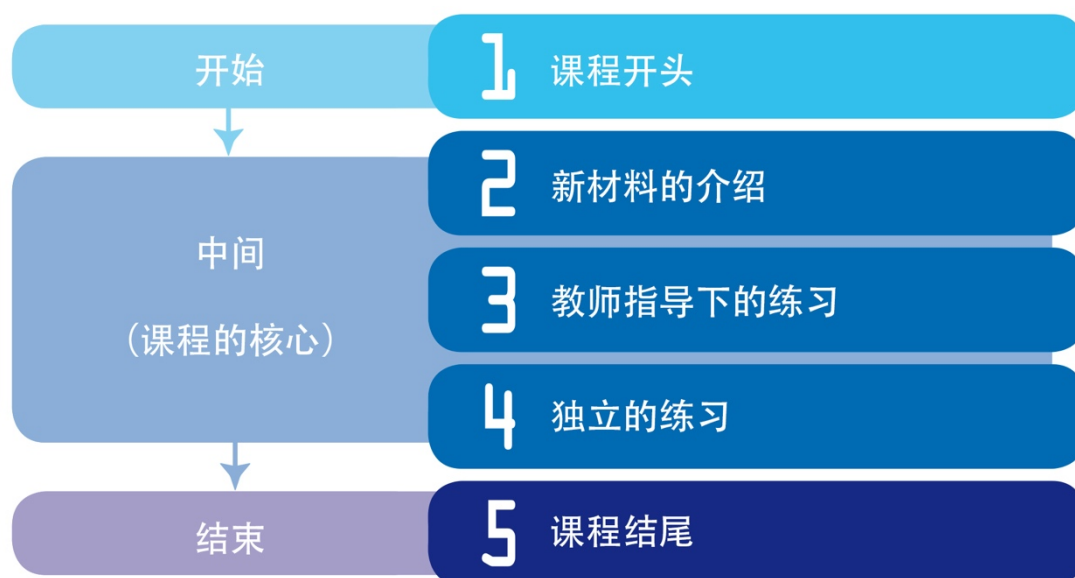 开始
1 课程开头
2 新材料的介绍
中间
(课程的核心)
3 教师指导下的练习
4 独立的练习
结束
5 课程结尾